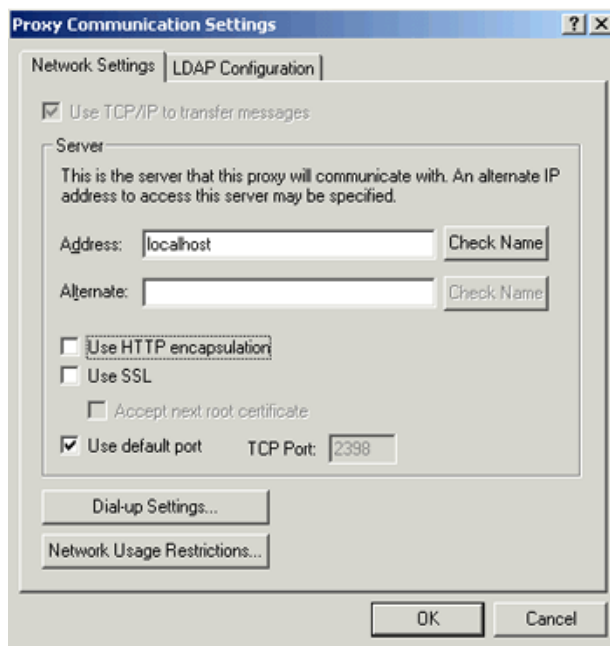 Proxy Communication Settings
Network Settings
LDAP Configuration
Use TCP/IP to transfer messages
Server
This is the server that this proxy will communicate with. An alternate IP
address to access this server may be specified.
Address: localhost Check Name
Alternate: Check Name
Use HTTP encapsulation
Use SSL
Accept next root certificate
Use default port TCP Port: 2398
Dial-up Settings...
Network Usage Restrictions...
OK Cancel